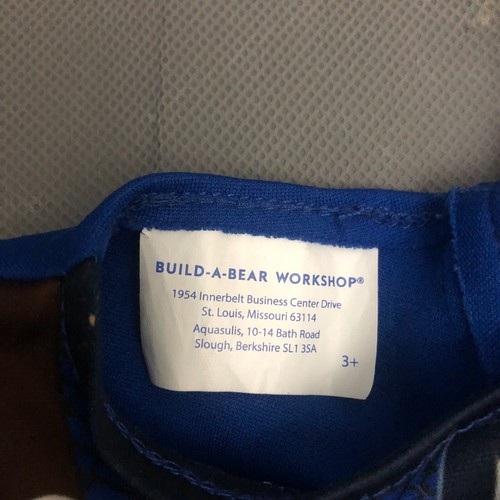 BUILD-A-BEAR WORKSHOP®
1954 Innerbelt Business Center Drive
St. Louis, Missouri 63114
Aquasulis, 10-14 Bath Road
Slough, Berkshire SL1 3SA
3+